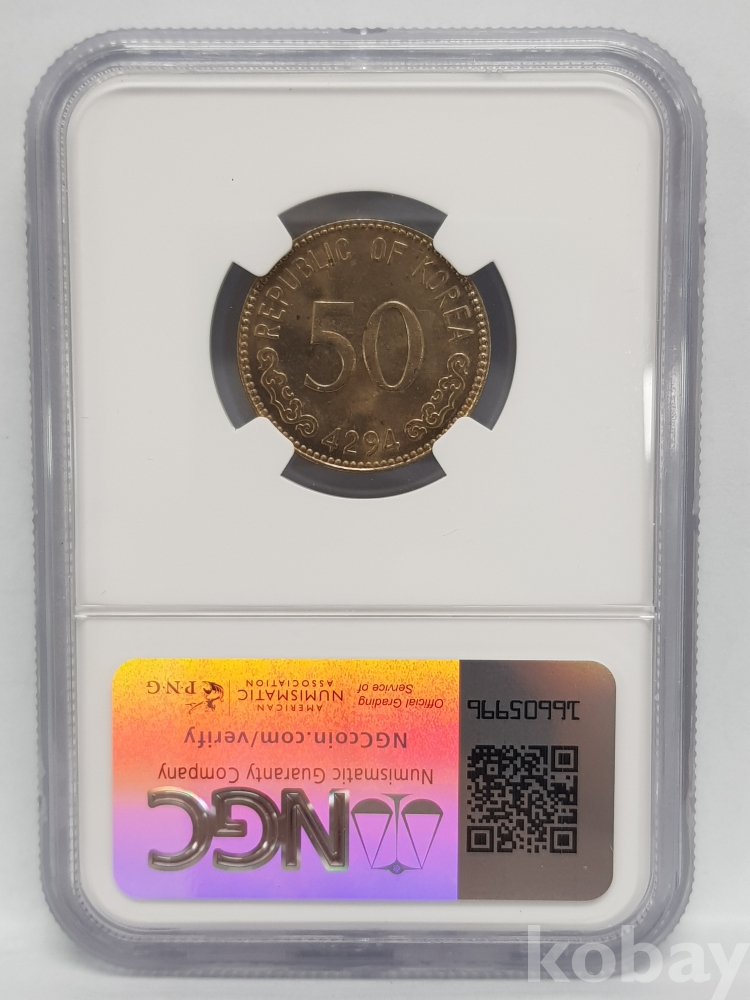 REPUBLIC OF KOREA
50
4294
NGC
Numismatic Guaranty Company
NGCcoin.com/verify
Official Grading
Service of
AMERICAN
NUMISMATIC
ASSOCIATION
P·N·G
kobay